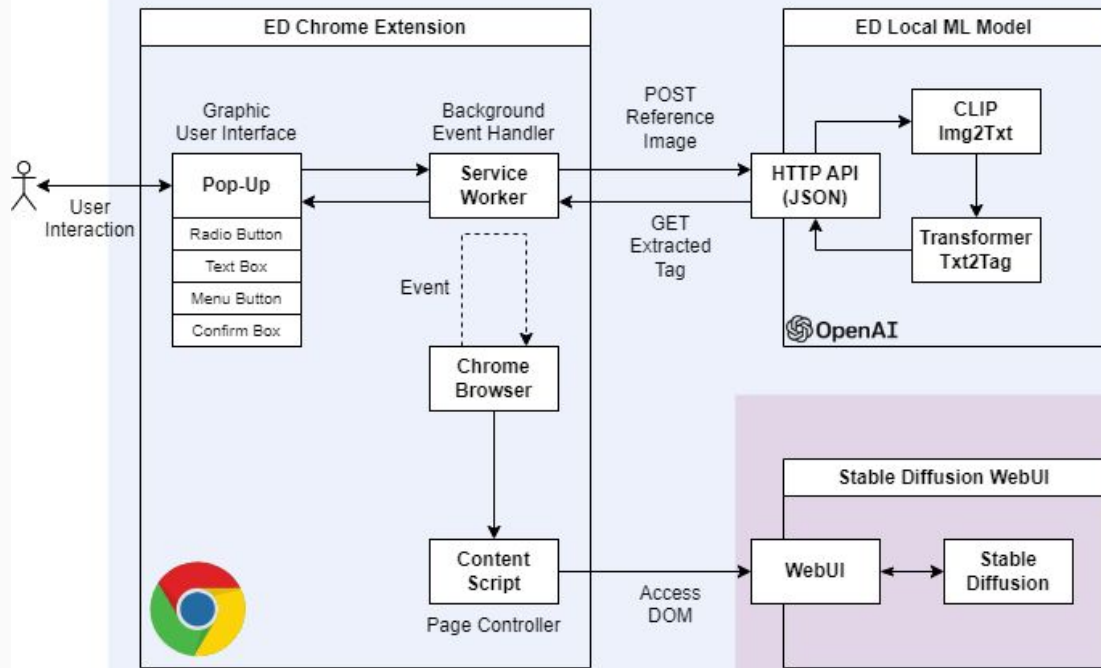 ED Chrome Extension
ED Local ML Model
Graphic
User Interface
Background
Event Handler
POST
Reference
Image
CLIP
Img2Txt
Pop-Up
Service
Worker
HTTP API
(JSON)
User
Interaction
Radio Button
Text Box
Menu Button
Confirm Box
GET
Extracted
Tag
Transformer
Txt2Tag
Event
OpenAI
Chrome
Browser
Stable Diffusion WebUI
Content
Script
Page Controller
Access
DOM
WebUI
Stable
Diffusion